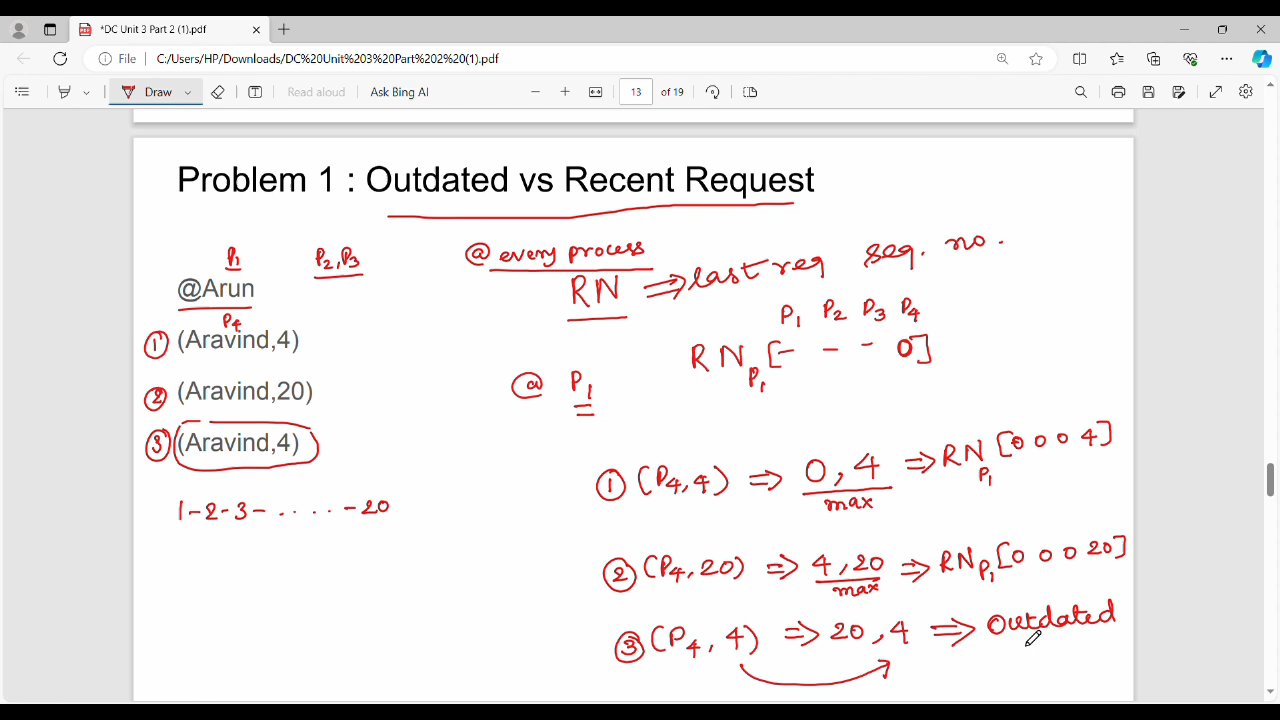 *DC Unit 3 Part 2 (1).pdf
File C:/Users/HP/Downloads/DC%20Unit%203%20Part%202%20(1).pdf
Draw Read aloud Ask Bing AI 13 of 19
Problem 1 : Outdated vs Recent Request
P1 P2, P3 @ every process
@Arun RN ⇒ last req seq. no.
P4 P1 P2 P3 P4
① (Aravind,4) RN P1 [- - - 0]
② (Aravind,20) @ P1
③ (Aravind,4)
① (P4, 4) ⇒ 0, 4 ⇒ RN P1 [0 0 0 4]
max
1-2-3- ..... -20
② (P4, 20) ⇒ 4, 20 ⇒ RN P1 [0 0 0 20]
max
③ (P4, 4) ⇒ 20, 4 ⇒ Outdated